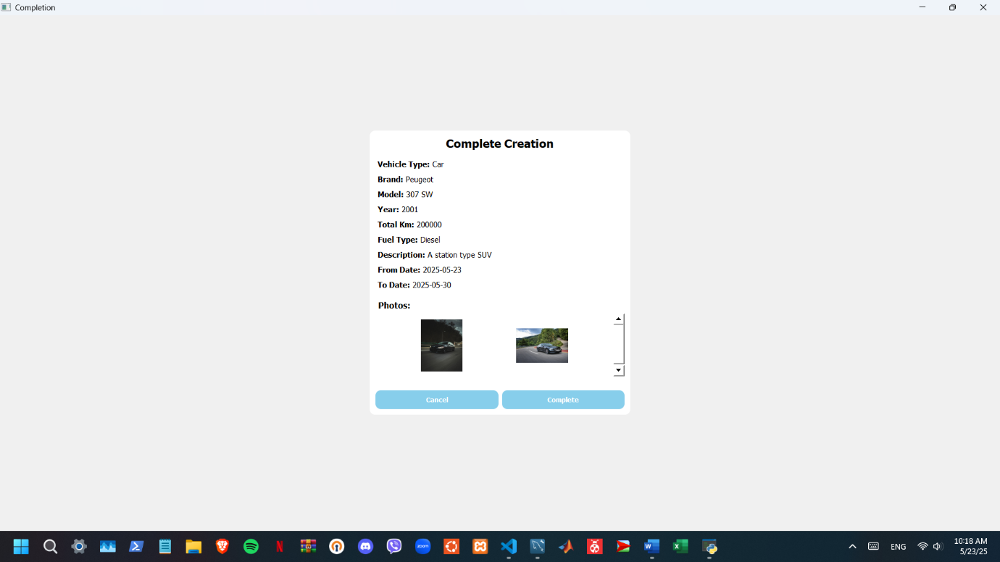 Completion
Complete Creation
Vehicle Type: Car
Brand: Peugeot
Model: 307 SW
Year: 2001
Total Km: 200000
Fuel Type: Diesel
Description: A station type SUV
From Date: 2025-05-23
To Date: 2025-05-30
Photos:
Cancel Complete
zoom
ENG
10:18 AM
5/23/25